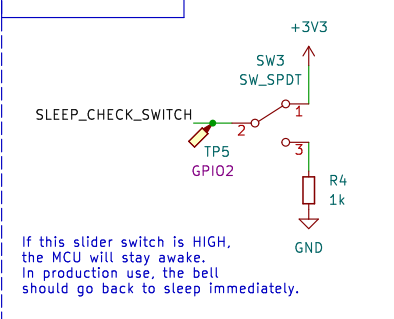 +3V3
SW3
SW_SPDT
SLEEP_CHECK_SWITCH
1
2
3
TP5
GPIO2
R4
1k
GND
If this slider switch is HIGH,
the MCU will stay awake.
In production use, the bell
should go back to sleep immediately.